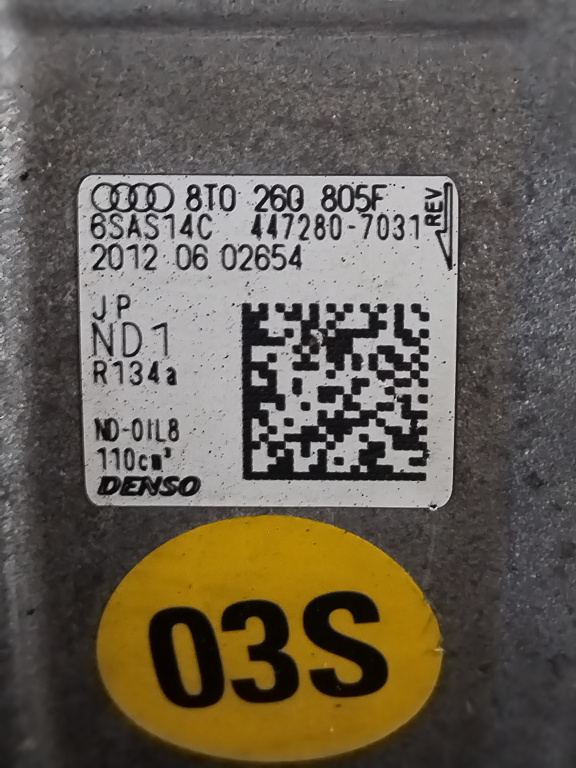 8T0 260 805F
6SAS14C 447280-7031
REV
2012 06 02654
JP
ND1
R134a
ND-OIL8
110cm³
DENSO
03S